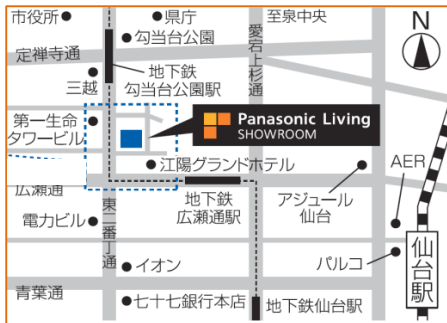 市役所
県庁
勾当台公園
至泉中央
N
定禅寺通
三越
地下鉄
勾当台公園駅
愛宕上杉通
第一生命
タワービル
Panasonic Living
SHOWROOM
江陽グランドホテル
AER
広瀬通
地下鉄
広瀬通駅
アジュール
仙台
電力ビル
東二番丁通
イオン
パルコ
仙台駅
青葉通
七十七銀行本店
地下鉄仙台駅